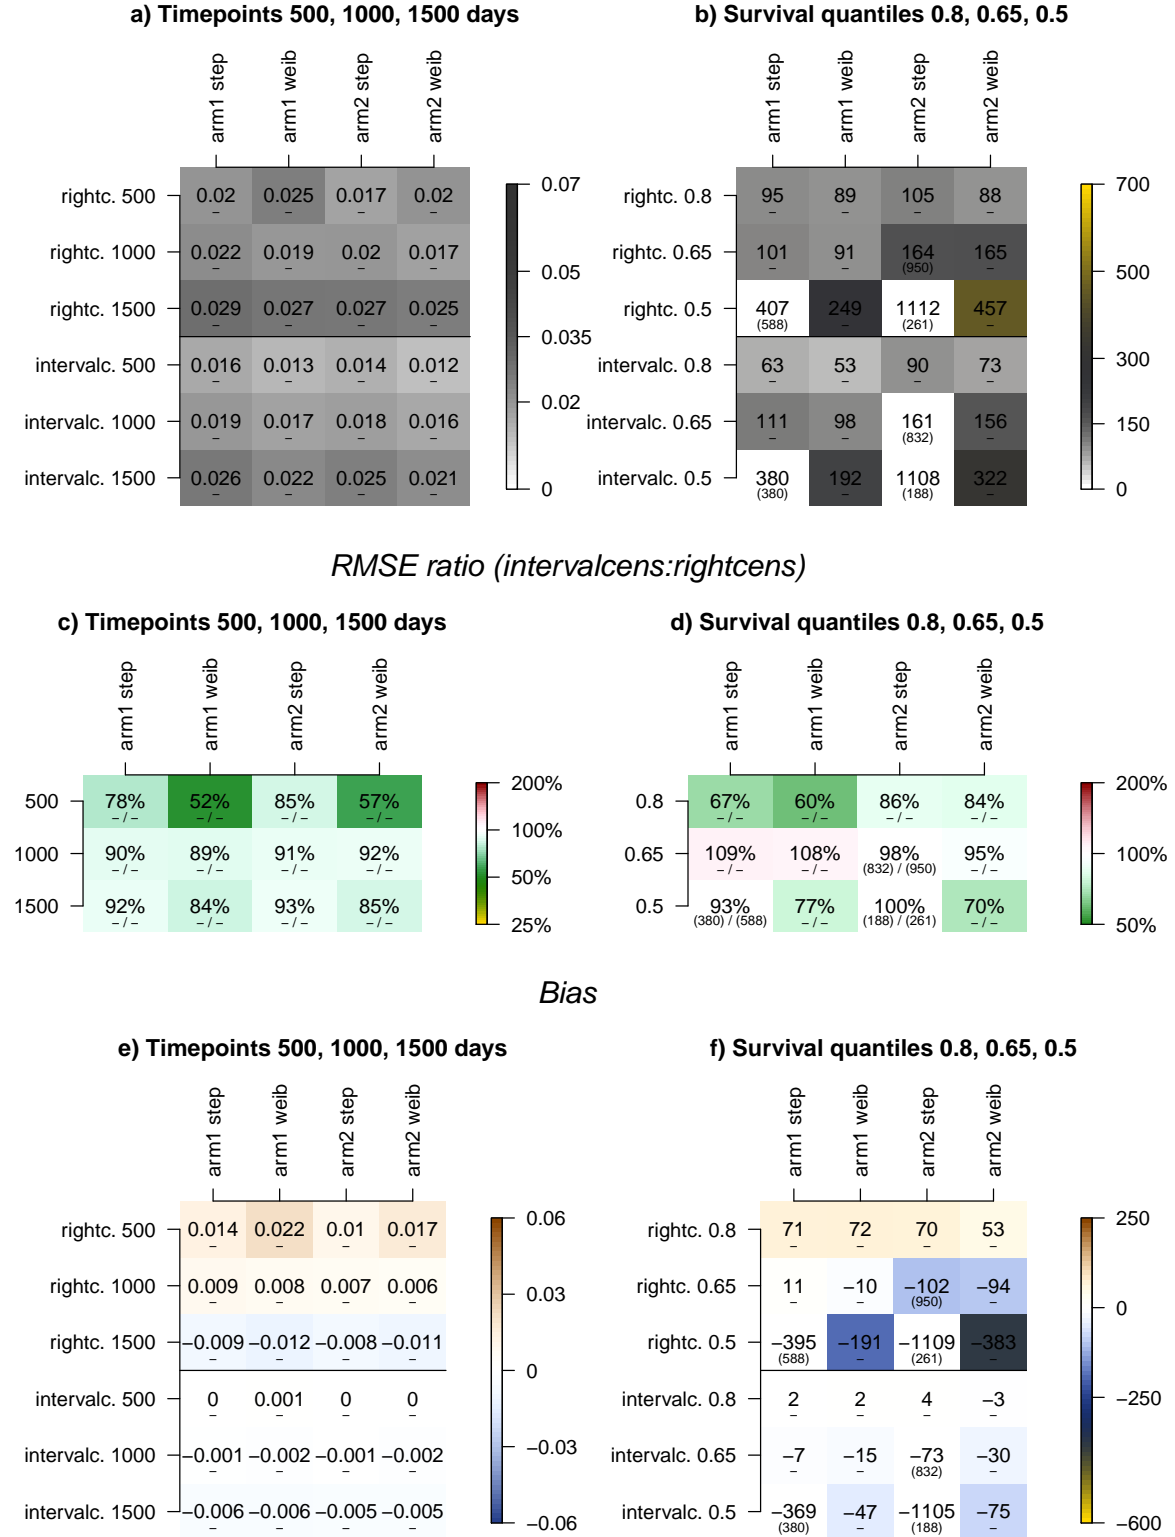 a) Timepoints 500, 1000, 1500 days
arm1 step
arm1 weib
arm2 step
arm2 weib
rightc. 500 0.02 0.025 0.017 0.02
– – – –
rightc. 1000 0.022 0.019 0.02 0.017
– – – –
rightc. 1500 0.029 0.027 0.027 0.025
– – – –
intervalc. 500 0.016 0.013 0.014 0.012
– – – –
intervalc. 1000 0.019 0.017 0.018 0.016
– – – –
intervalc. 1500 0.026 0.022 0.025 0.021
– – – –
0.07
0.05
0.035
0.02
0
b) Survival quantiles 0.8, 0.65, 0.5
arm1 step
arm1 weib
arm2 step
arm2 weib
rightc. 0.8 95 89 105 88
– – – –
rightc. 0.65 101 91 164 165
– – (950) –
rightc. 0.5 407 249 1112 457
(588) – (261) –
intervalc. 0.8 63 53 90 73
– – – –
intervalc. 0.65 111 98 161 156
– – (832) –
intervalc. 0.5 380 192 1108 322
(380) – (188) –
700
500
300
150
0
RMSE ratio (intervalcens:rightcens)
c) Timepoints 500, 1000, 1500 days
arm1 step
arm1 weib
arm2 step
arm2 weib
500 78% 52% 85% 57%
– / – – / – – / – – / –
1000 90% 89% 91% 92%
– / – – / – – / – – / –
1500 92% 84% 93% 85%
– / – – / – – / – – / –
200%
100%
50%
25%
d) Survival quantiles 0.8, 0.65, 0.5
arm1 step
arm1 weib
arm2 step
arm2 weib
0.8 67% 60% 86% 84%
– / – – / – – / – – / –
0.65 109% 108% 98% 95%
– / – – / – (832) / (950) – / –
0.5 93% 77% 100% 70%
(380) / (588) – / – (188) / (261) – / –
200%
100%
50%
Bias
e) Timepoints 500, 1000, 1500 days
arm1 step
arm1 weib
arm2 step
arm2 weib
rightc. 500 0.014 0.022 0.01 0.017
– – – –
rightc. 1000 0.009 0.008 0.007 0.006
– – – –
rightc. 1500 −0.009 −0.012 −0.008 −0.011
– – – –
intervalc. 500 0 0.001 0 0
– – – –
intervalc. 1000 −0.001 −0.002 −0.001 −0.002
– – – –
intervalc. 1500 −0.006 −0.006 −0.005 −0.005
– – – –
0.06
0.03
0
−0.03
−0.06
f) Survival quantiles 0.8, 0.65, 0.5
arm1 step
arm1 weib
arm2 step
arm2 weib
rightc. 0.8 71 72 70 53
– – – –
rightc. 0.65 11 −10 −102 −94
– – (950) –
rightc. 0.5 −395 −191 −1109 −383
(588) – (261) –
intervalc. 0.8 2 2 4 −3
– – – –
intervalc. 0.65 −7 −15 −73 −30
– – (832) –
intervalc. 0.5 −369 −47 −1105 −75
(380) – (188) –
250
0
−250
−600